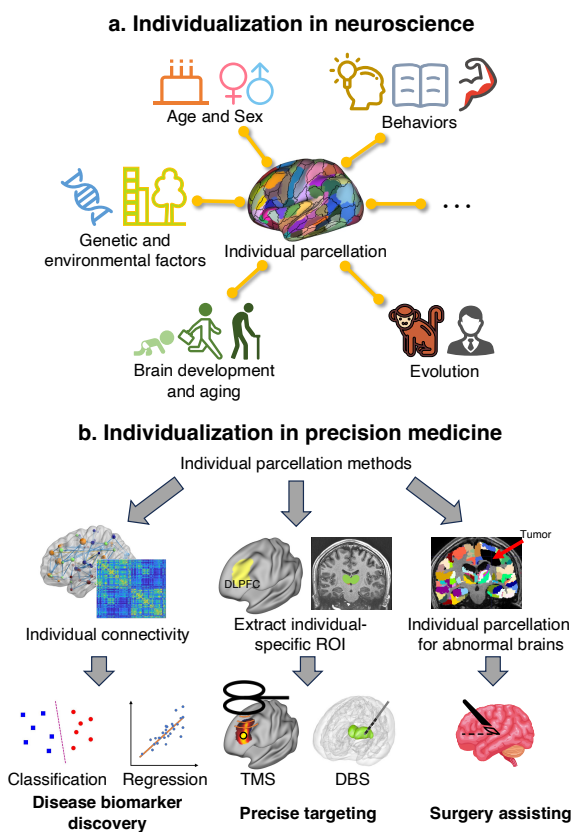 a. Individualization in neuroscience
Age and Sex
Behaviors
Genetic and
environmental factors
Individual parcellation
...
Brain development
and aging
Evolution
b. Individualization in precision medicine
Individual parcellation methods
DLPFC
Tumor
Individual connectivity
Extract individual-
specific ROI
Individual parcellation
for abnormal brains
Classification
Regression
TMS
DBS
Disease biomarker
discovery
Precise targeting
Surgery assisting